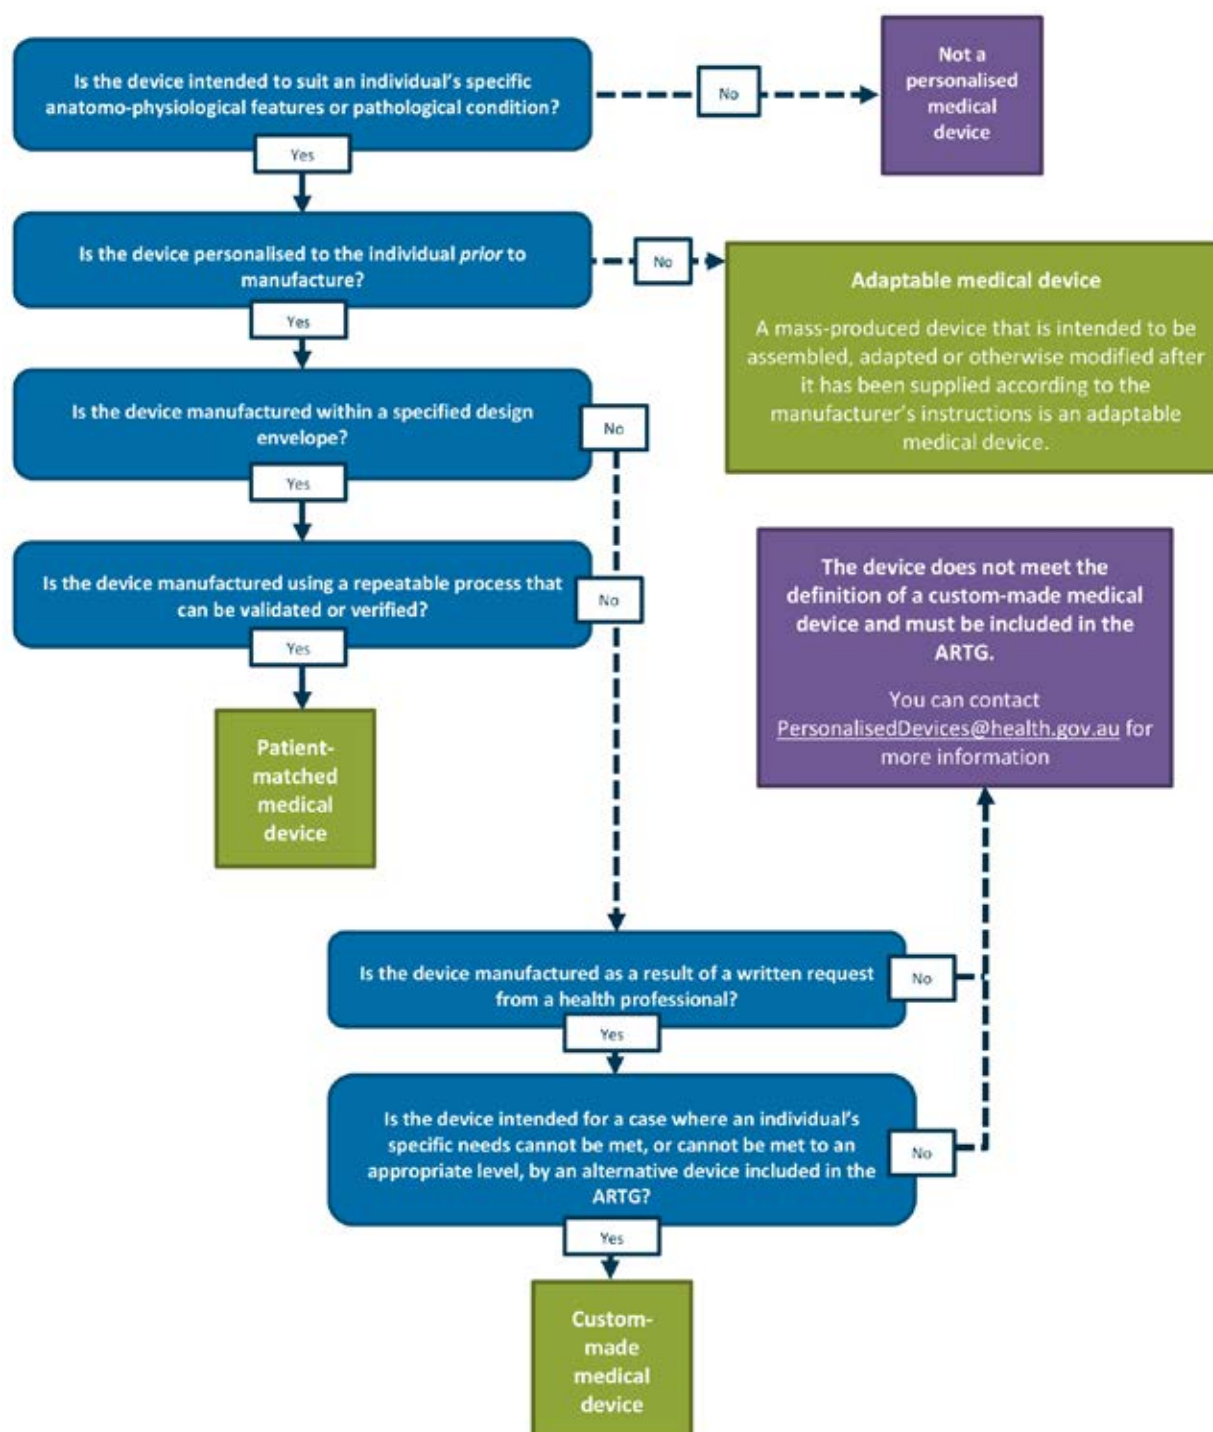 Is the device intended to suit an individual's specific
anatomo-physiological features or pathological condition?
No
Not a
personalised
medical
device
Yes
Is the device personalised to the individual prior to
manufacture?
No
Adaptable medical device
A mass-produced device that is intended to be
assembled, adapted or otherwise modified after
it has been supplied according to the
manufacturer's instructions is an adaptable
medical device.
Yes
Is the device manufactured within a specified design
envelope?
No
Yes
Is the device manufactured using a repeatable process that
can be validated or verified?
No
Yes
Patient-
matched
medical
device
The device does not meet the
definition of a custom-made medical
device and must be included in the
ARTG.
You can contact
PersonalisedDevices@health.gov.au for
more information
Is the device manufactured as a result of a written request
from a health professional?
No
Yes
Is the device intended for a case where an individual's
specific needs cannot be met, or cannot be met to an
appropriate level, by an alternative device included in the
ARTG?
No
Yes
Custom-
made
medical
device